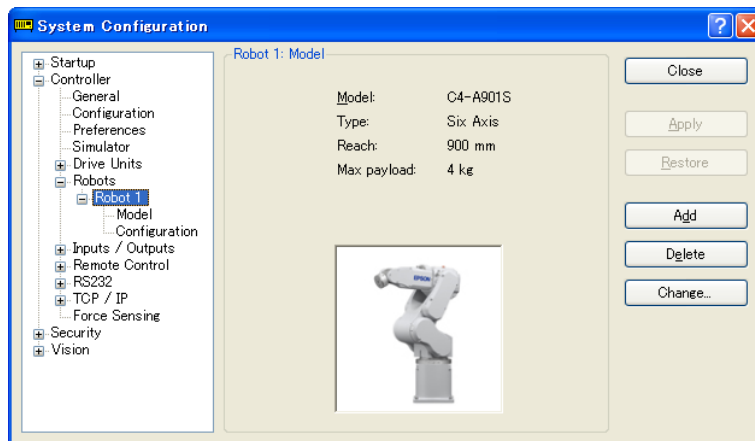 System Configuration
Startup
Controller
General
Configuration
Preferences
Simulator
Drive Units
Robots
Robot 1
Model
Configuration
Inputs / Outputs
Remote Control
RS232
TCP / IP
Force Sensing
Security
Vision
Robot 1: Model
Model: C4-A901S
Type: Six Axis
Reach: 900 mm
Max payload: 4 kg
EPSON
Close
Apply
Restore
Add
Delete
Change...